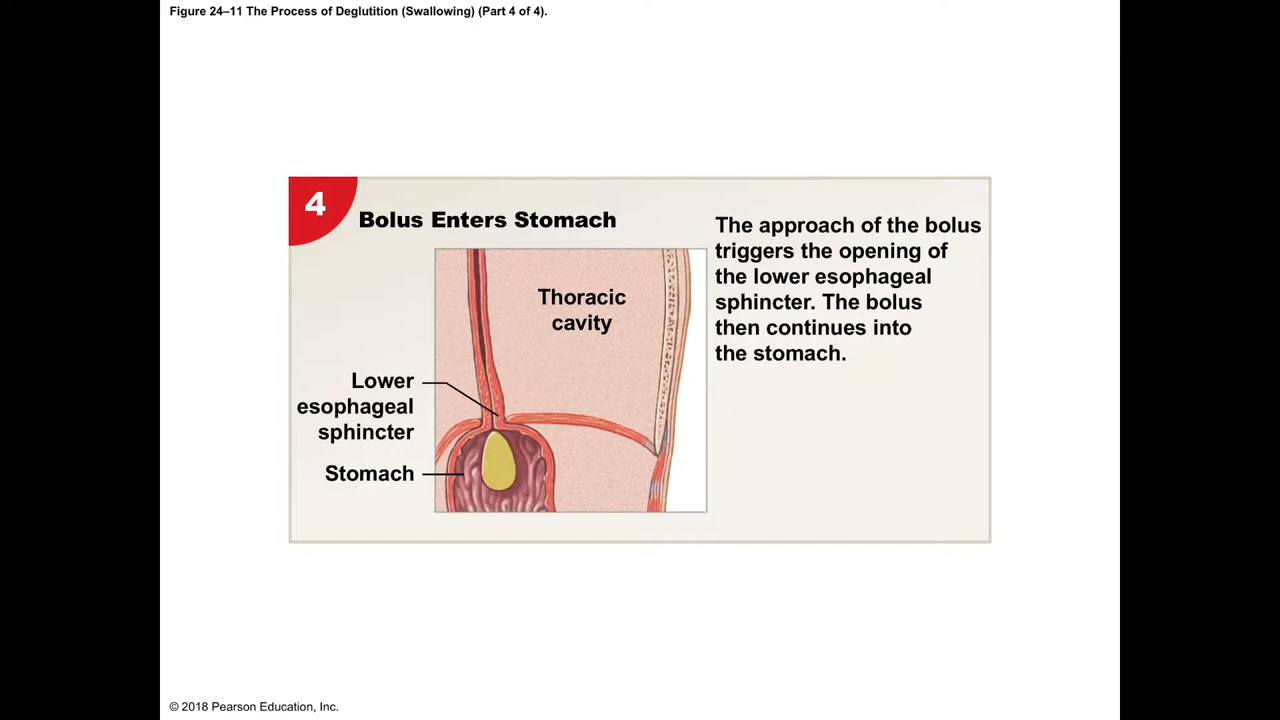 Figure 24–11 The Process of Deglutition (Swallowing) (Part 4 of 4).
4
Bolus Enters Stomach
Thoracic
cavity
Lower
esophageal
sphincter
Stomach
The approach of the bolus
triggers the opening of
the lower esophageal
sphincter. The bolus
then continues into
the stomach.
© 2018 Pearson Education, Inc.